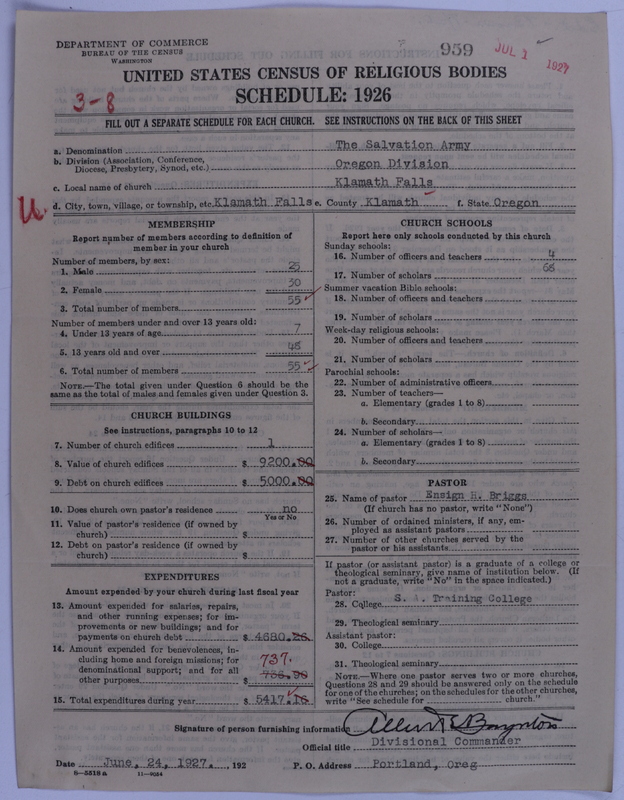 DEPARTMENT OF COMMERCE
BUREAU OF THE CENSUS
WASHINGTON
959
JUL 1 1927
UNITED STATES CENSUS OF RELIGIOUS BODIES
3-8
SCHEDULE: 1926
FILL OUT A SEPARATE SCHEDULE FOR EACH CHURCH. SEE INSTRUCTIONS ON THE BACK OF THIS SHEET
a. Denomination The Salvation Army
b. Division (Association, Conference, Diocese, Presbytery, Synod, etc.) Oregon Division
c. Local name of church Klamath Falls
d. City, town, village, or township, etc. Klamath Falls e. County Klamath f. State Oregon
MEMBERSHIP
Report number of members according to definition of
member in your church
Number of members, by sex:
1. Male 25
2. Female 30
3. Total number of members 55
Number of members under and over 13 years old:
4. Under 13 years of age 7
5. 13 years old and over 48
6. Total number of members 55
NOTE.—The total given under Question 6 should be
same as the total of males and females given under Question 3.
CHURCH BUILDINGS
See instructions, paragraphs 10 to 12
7. Number of church edifices 1
8. Value of church edifices $ 9200.00
9. Debt on church edifices $ 5000.00
10. Does church own pastor's residence no
Yes or No
11. Value of pastor's residence (if owned by
church) $
12. Debt on pastor's residence (if owned by
church) $
EXPENDITURES
Amount expended by your church during last fiscal year
13. Amount expended for salaries, repairs,
and other running expenses; for im-
provements or new buildings; and for
payments on church debt $ 4680.26
14. Amount expended for benevolences, in-
cluding home and foreign missions; for
denominational support; and for all
other purposes $ 737.
736.90
15. Total expenditures during year $ 5417.16
CHURCH SCHOOLS
Report here only schools conducted by this church
Sunday schools:
16. Number of officers and teachers 4
17. Number of scholars 68
Summer vacation Bible schools:
18. Number of officers and teachers
19. Number of scholars
Week-day religious schools:
20. Number of officers and teachers
21. Number of scholars
Parochial schools:
22. Number of administrative officers
23. Number of teachers—
a. Elementary (grades 1 to 8)
b. Secondary
24. Number of scholars—
a. Elementary (grades 1 to 8)
b. Secondary
PASTOR
25. Name of pastor Ensign H. Briggs
(If church has no pastor, write "None")
26. Number of ordained ministers, if any, em-
ployed as assistant pastors
27. Number of other churches served by the
pastor or his assistants
If pastor (or assistant pastor) is a graduate of a college or
theological seminary, give name of institution below. (If
not a graduate, write "No" in the space indicated.)
Pastor:
28. College S. A. Training College
29. Theological seminary
Assistant pastor:
30. College
31. Theological seminary
NOTE.—Where one pastor serves two or more churches,
Questions 28 and 29 should be answered only on the schedule
for one of the churches; on the schedules for the other churches,
write "See schedule for church."
Signature of person furnishing information
Official title Divisional Commander
Date June, 24, 1927. 192 P. O. Address Portland, Oreg
8-5518a 11-9034